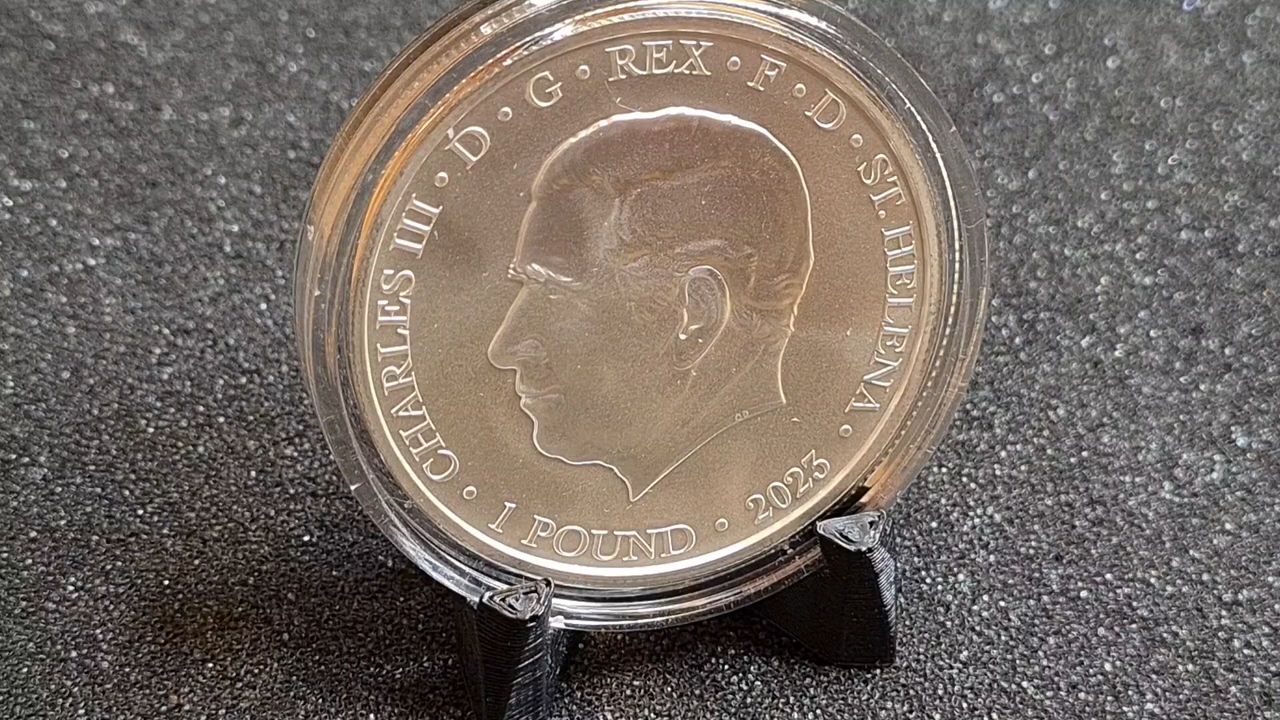 · CHARLES III · D · G · REX · F · D · ST. HELENA ·
1 POUND · 2023